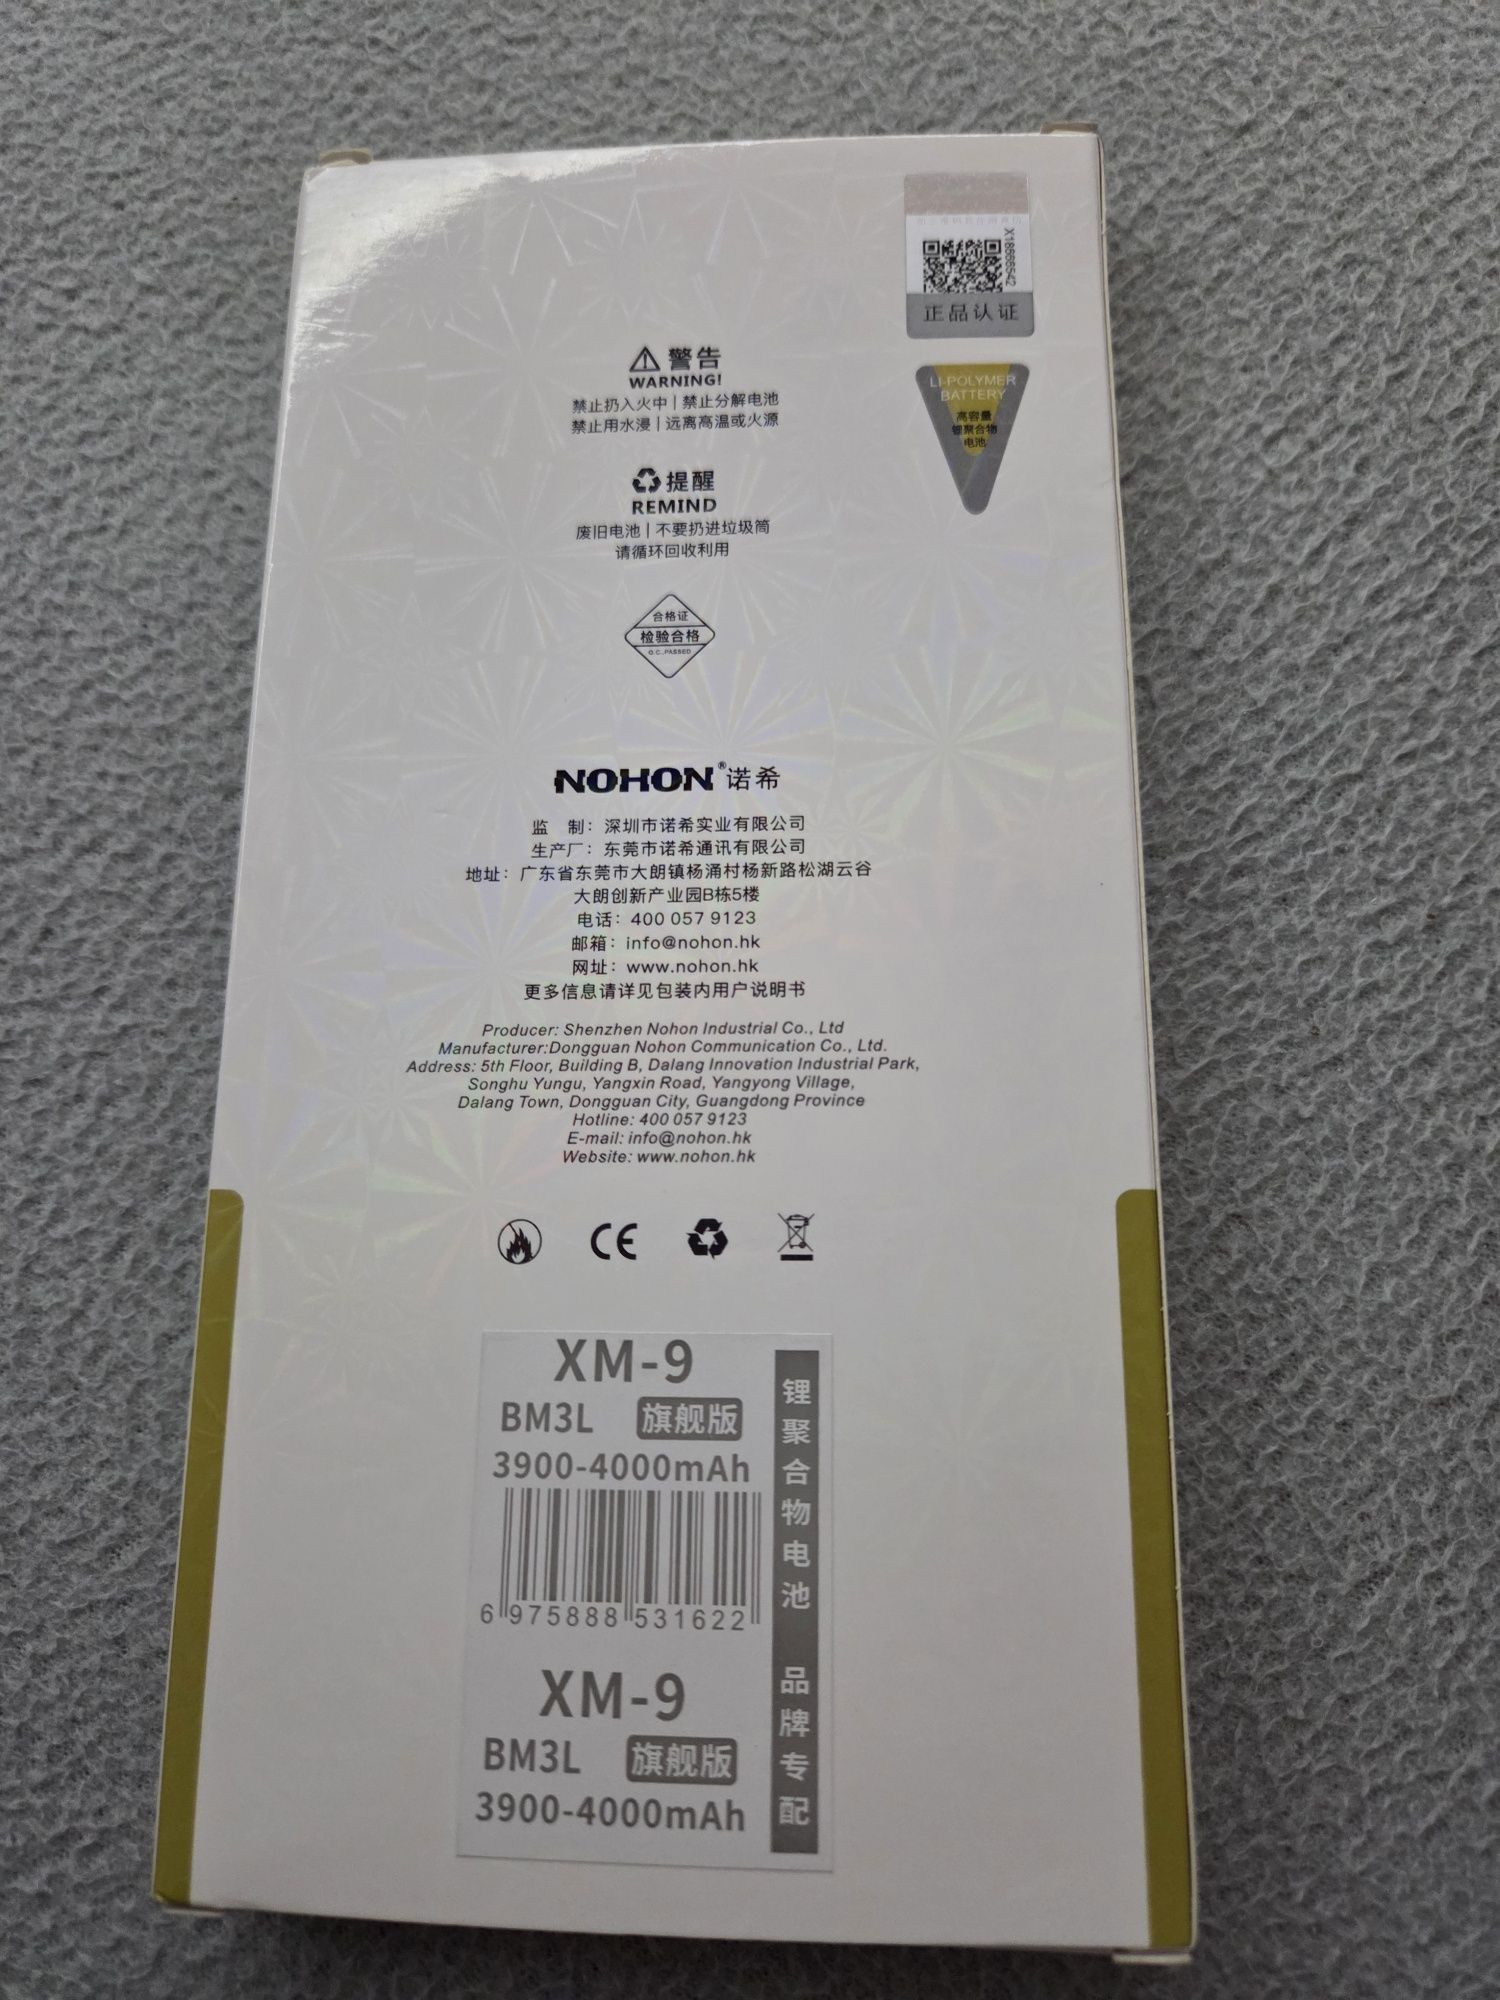 X18666542
正品认证
LI-POLYMER
BATTERY
高容量
锂聚合物
电池
警告
WARNING!
禁止扔入火中 | 禁止分解电池
禁止用水浸 | 远离高温或火源
提醒
REMIND
废旧电池 | 不要扔进垃圾筒
请循环回收利用
合格证
检验合格
Q.C.PASSED
NOHON® 诺希
监 制：深圳市诺希实业有限公司
生产厂：东莞市诺希通讯有限公司
地址：广东省东莞市大朗镇杨涌村杨新路松湖云谷
大朗创新产业园B栋5楼
电话：400 057 9123
邮箱：info@nohon.hk
网址：www.nohon.hk
更多信息请详见包装内用户说明书
Producer: Shenzhen Nohon Industrial Co., Ltd
Manufacturer:Dongguan Nohon Communication Co., Ltd.
Address: 5th Floor, Building B, Dalang Innovation Industrial Park,
Songhu Yungu, Yangxin Road, Yangyong Village,
Dalang Town, Dongguan City, Guangdong Province
Hotline: 400 057 9123
E-mail: info@nohon.hk
Website: www.nohon.hk
CE
XM-9
BM3L 旗舰版
3900-4000mAh
6 975888 531622
XM-9
BM3L 旗舰版
3900-4000mAh
锂聚合物电池 品牌专配